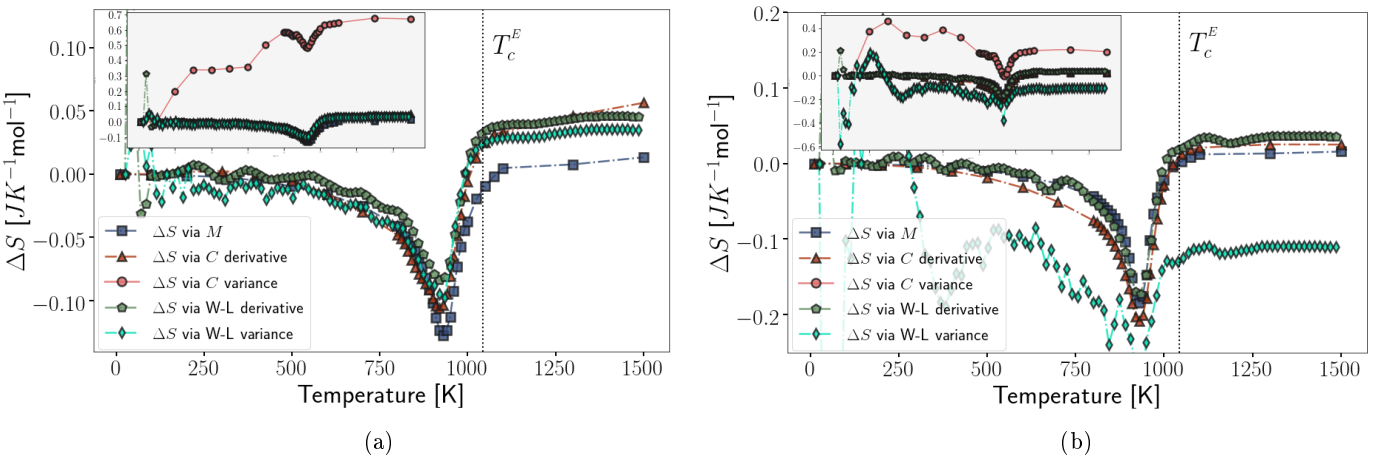 0.7
0.6
0.5
0.4
0.3
0.2
0.1
0.0
−0.1
0.10
0.05
0.00
−0.05
−0.10
ΔS [JK⁻¹mol⁻¹]
T_c^E
ΔS via M
ΔS via C derivative
ΔS via C variance
ΔS via W-L derivative
ΔS via W-L variance
0 250 500 750 1000 1250 1500
Temperature [K]
(a)
0.4
0.2
0.0
−0.2
−0.4
−0.6
0.2
0.1
0.0
−0.1
−0.2
ΔS [JK⁻¹mol⁻¹]
T_c^E
ΔS via M
ΔS via C derivative
ΔS via C variance
ΔS via W-L derivative
ΔS via W-L variance
0 250 500 750 1000 1250 1500
Temperature [K]
(b)